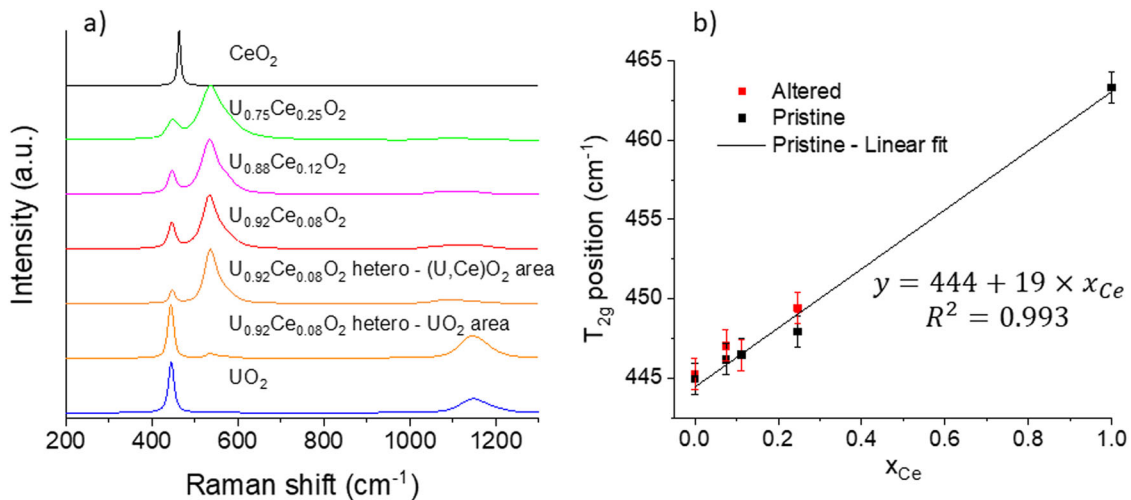 a)
CeO₂
U₀.₇₅Ce₀.₂₅O₂
U₀.₈₈Ce₀.₁₂O₂
U₀.₉₂Ce₀.₀₈O₂
U₀.₉₂Ce₀.₀₈O₂ hetero - (U,Ce)O₂ area
U₀.₉₂Ce₀.₀₈O₂ hetero - UO₂ area
UO₂
Intensity (a.u.)
200 400 600 800 1000 1200
Raman shift (cm⁻¹)
b)
Altered
Pristine
Pristine - Linear fit
y = 444 + 19 × x_Ce
R² = 0.993
T₂g position (cm⁻¹)
465
460
455
450
445
0.0 0.2 0.4 0.6 0.8 1.0
x_Ce